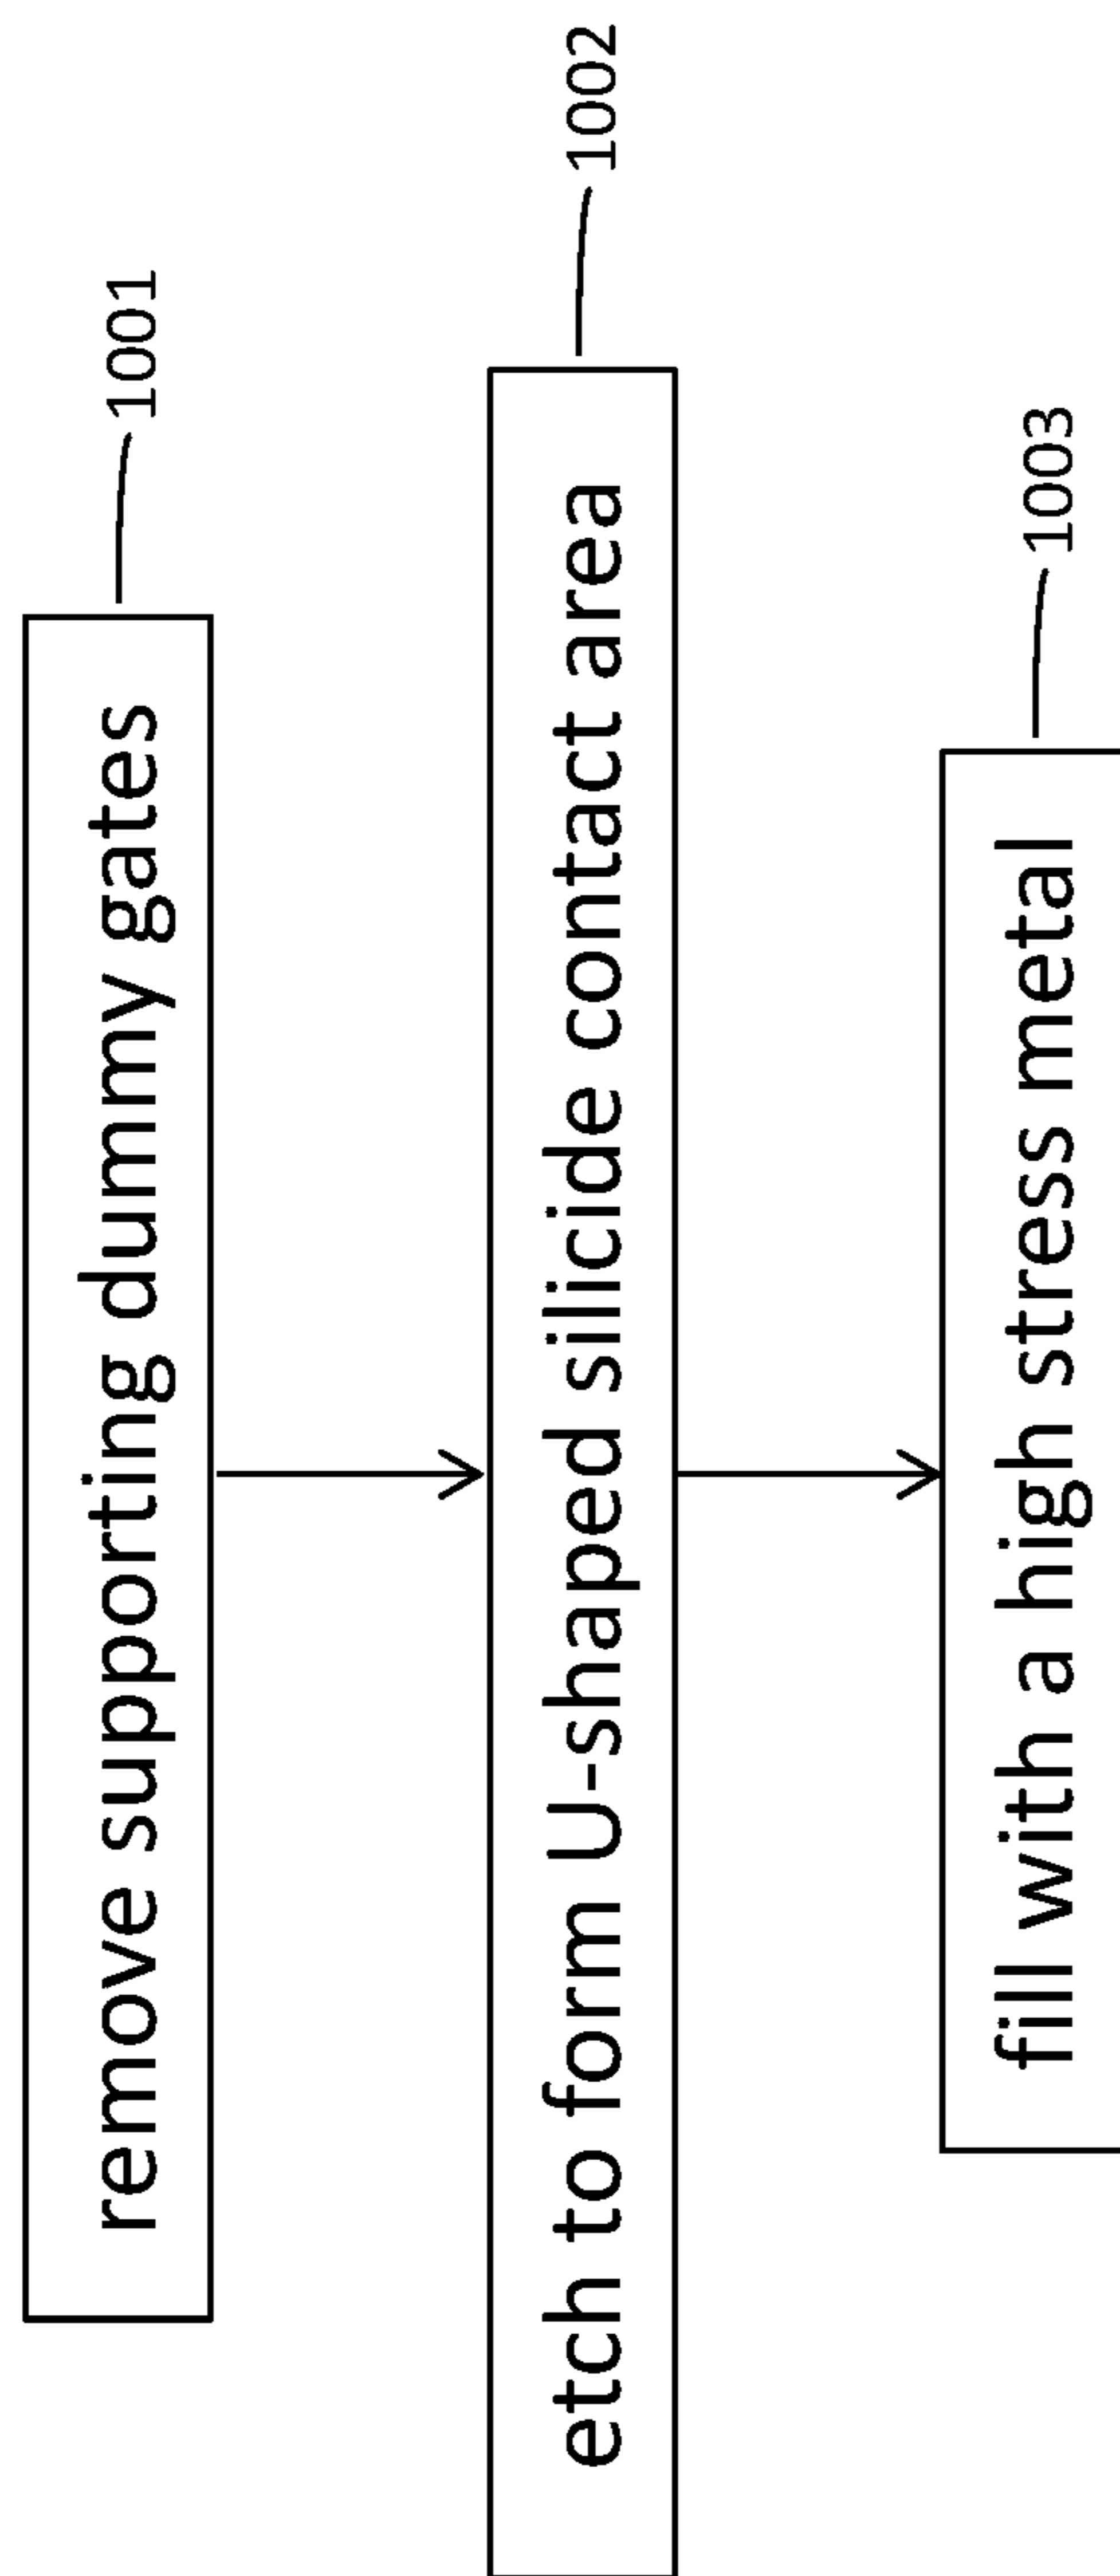 remove supporting dummy gates
1001
etch to form U-shaped silicide contact area
1002
fill with a high stress metal
1003